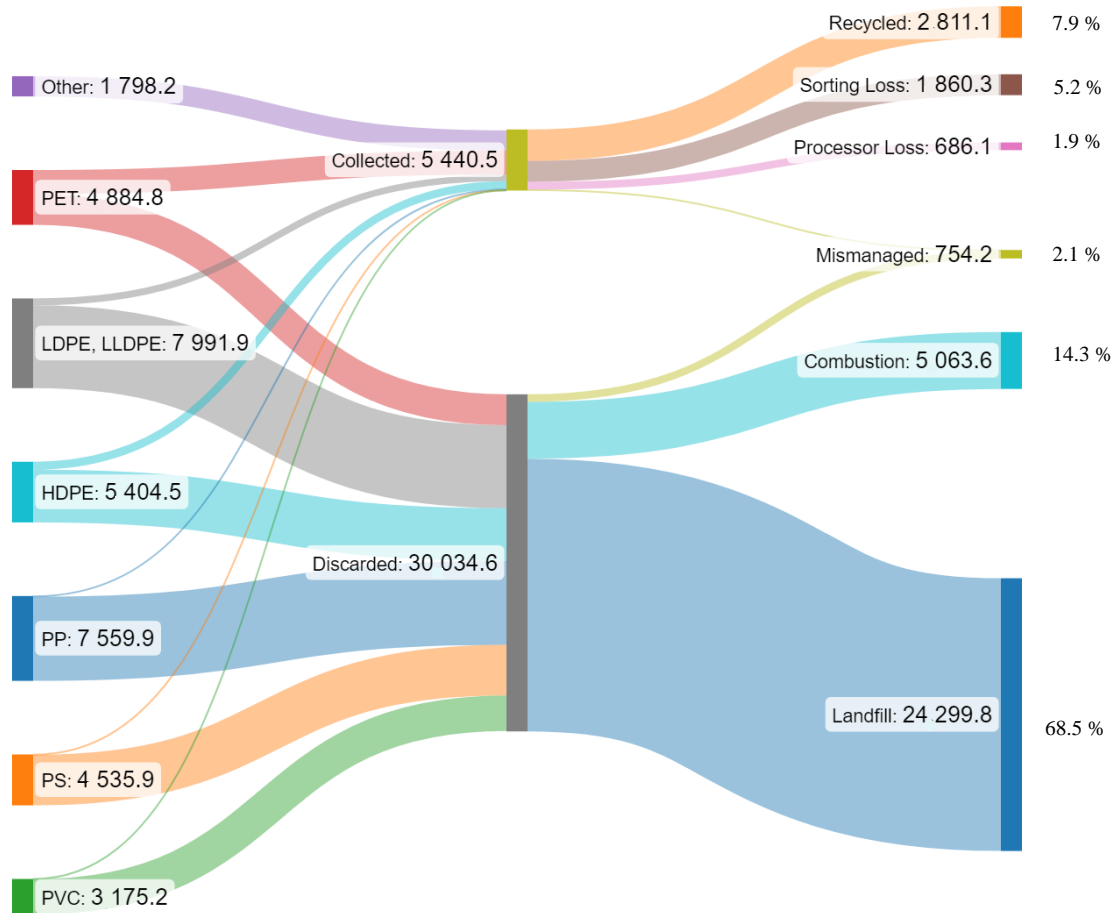 Recycled: 2 811.1
7.9 %
Other: 1 798.2
Sorting Loss: 1 860.3
5.2 %
Collected: 5 440.5
Processor Loss: 686.1
1.9 %
PET: 4 884.8
Mismanaged: 754.2
2.1 %
LDPE, LLDPE: 7 991.9
Combustion: 5 063.6
14.3 %
HDPE: 5 404.5
Discarded: 30 034.6
PP: 7 559.9
Landfill: 24 299.8
68.5 %
PS: 4 535.9
PVC: 3 175.2